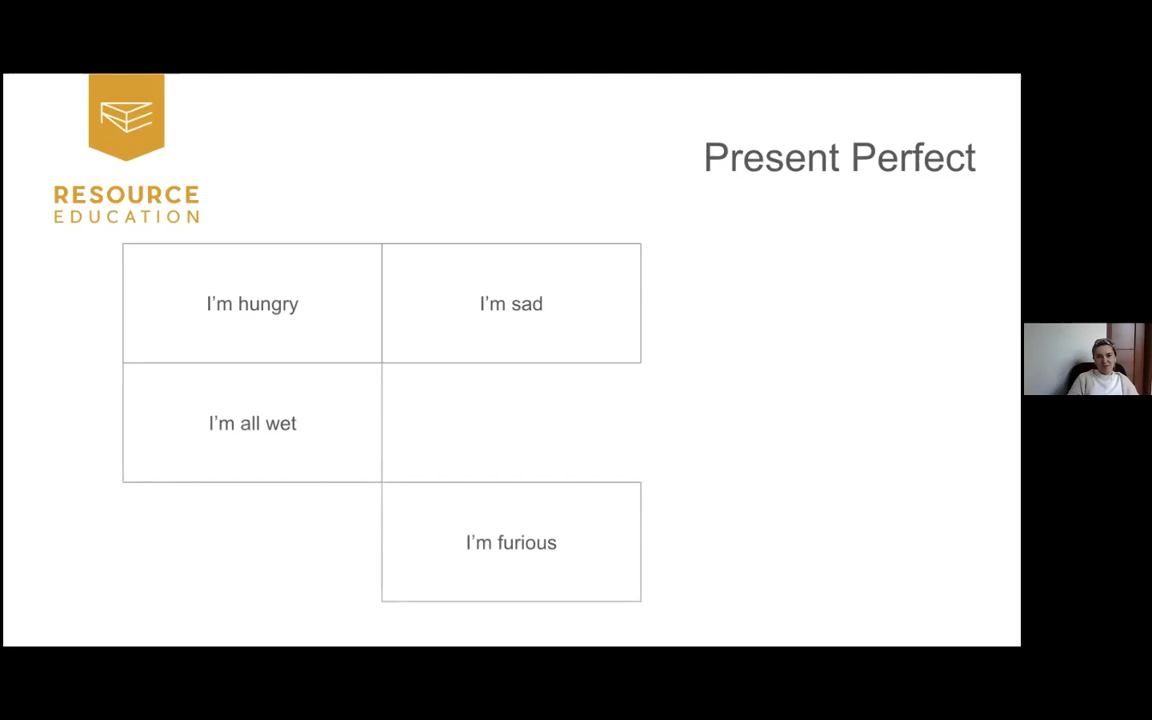 Present Perfect
RESOURCE
EDUCATION
I'm hungry
I'm sad
I'm all wet
I'm furious